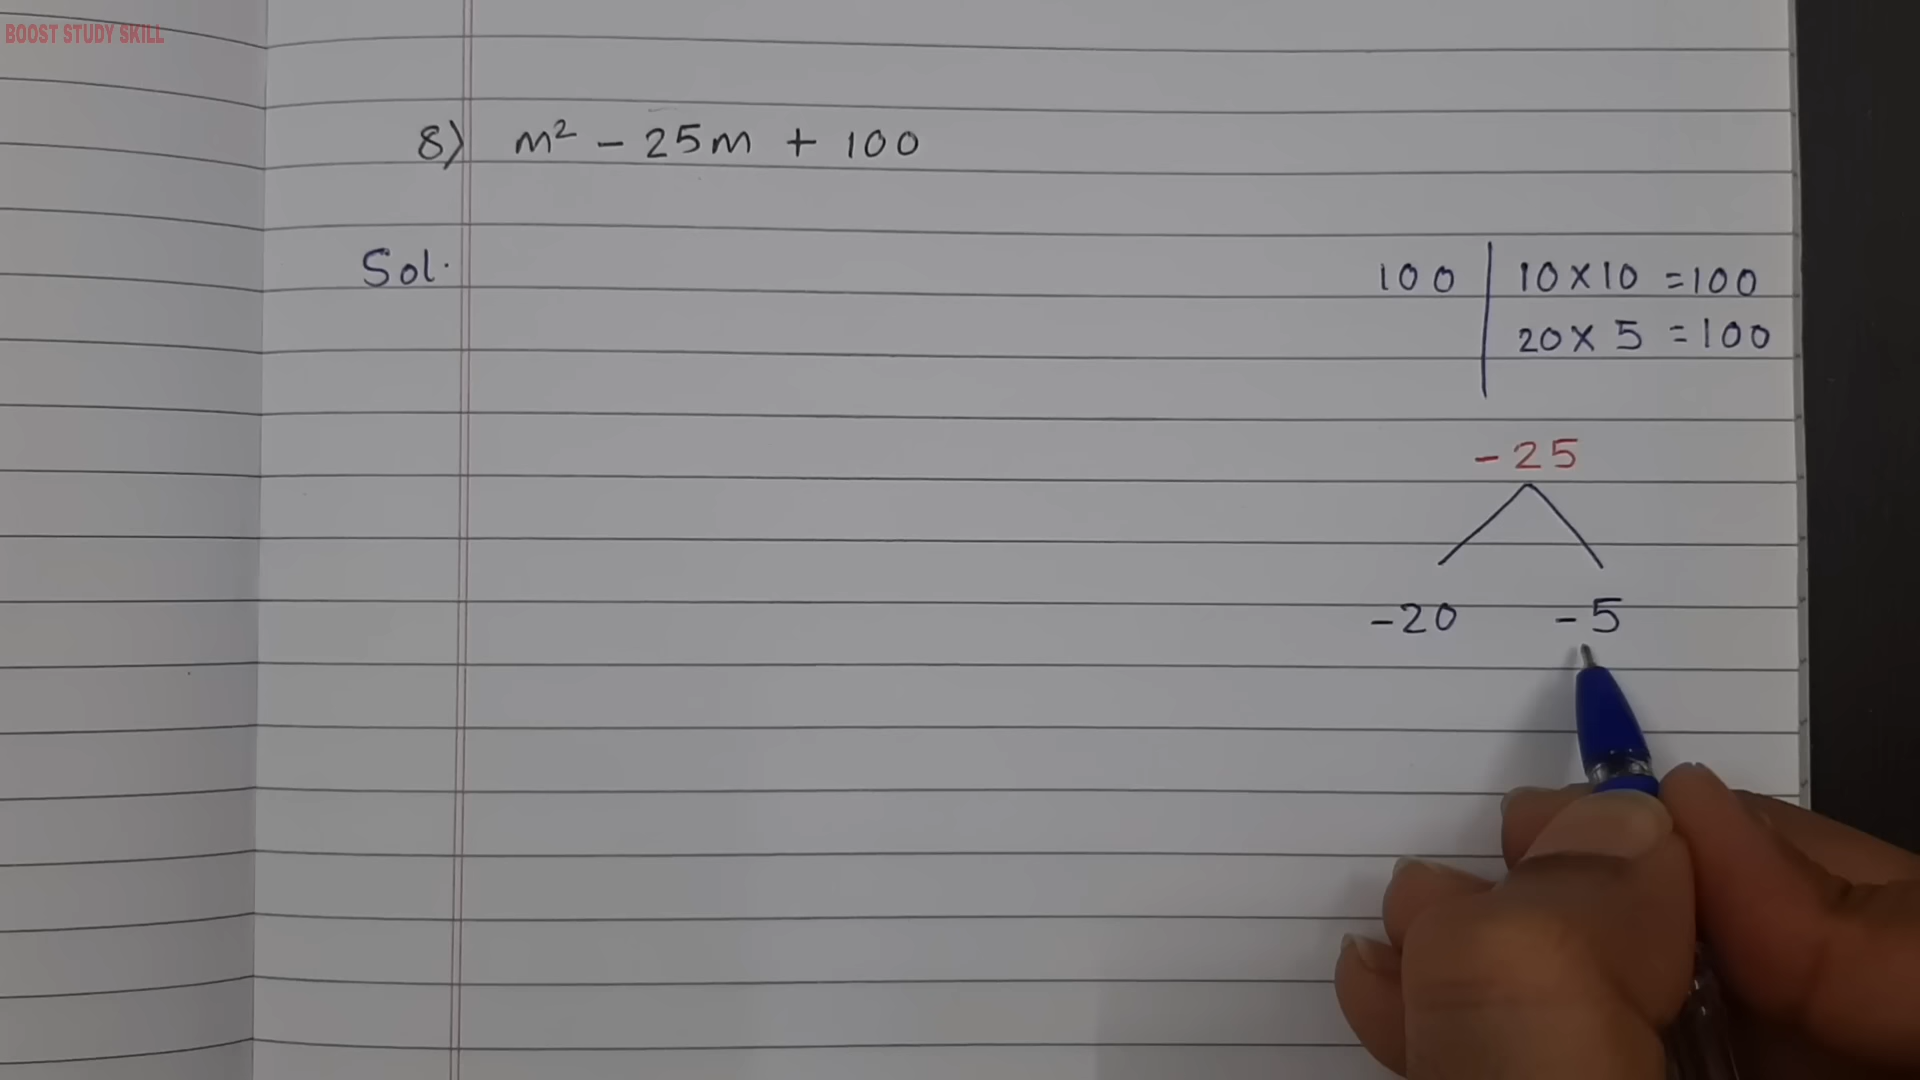 BOOST STUDY SKILL
8) m² - 25m + 100
Sol.
100 | 10 × 10 = 100
20 × 5 = 100
-25
-20 -5